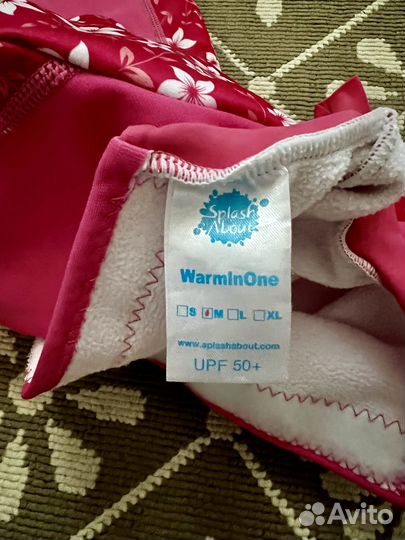 Splash
About
WarmInOne
S M L XL
www.splashabout.com
UPF 50+
Avito